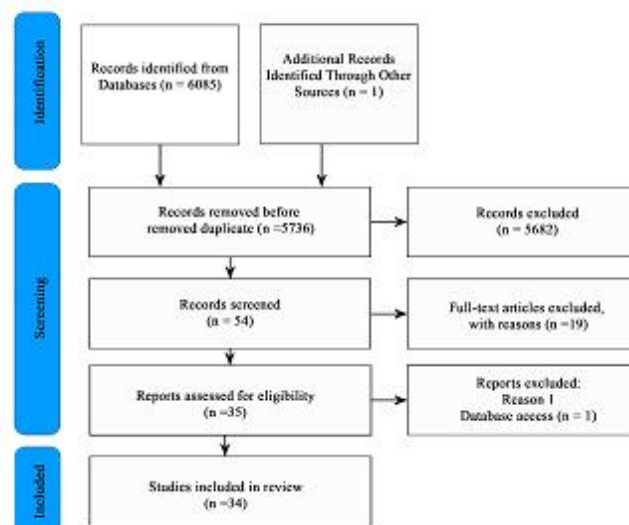 Identification
Records identified from
Databases (n = 6085)
Additional Records
Identified Through Other
Sources (n = 1)
Screening
Records removed before
removed duplicate (n =5736)
Records excluded
(n = 5682)
Records screened
(n = 54)
Full-text articles excluded,
with reasons (n =19)
Reports assessed for eligibility
(n =35)
Reports excluded:
Reason 1
Database access (n = 1)
Included
Studies included in review
(n =34)